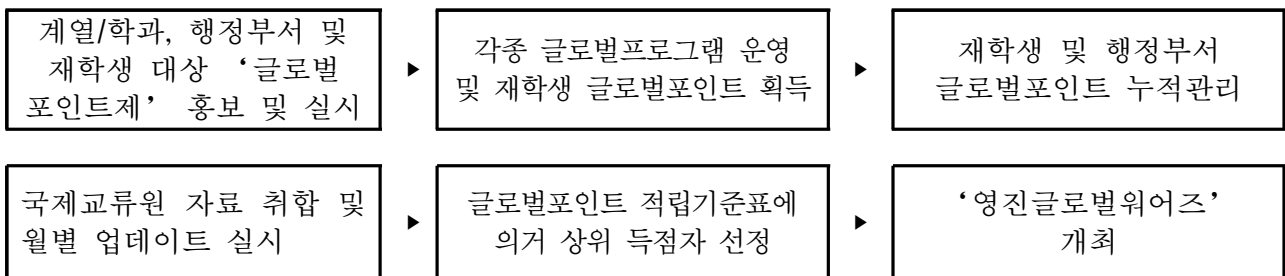 계열/학과, 행정부서 및
재학생 대상 ‘글로벌
포인트제’ 홍보 및 실시
▶
각종 글로벌프로그램 운영
및 재학생 글로벌포인트 획득
▶
재학생 및 행정부서
글로벌포인트 누적관리
국제교류원 자료 취합 및
월별 업데이트 실시
▶
글로벌포인트 적립기준표에
의거 상위 득점자 선정
▶
‘영진글로벌워어즈’
개최